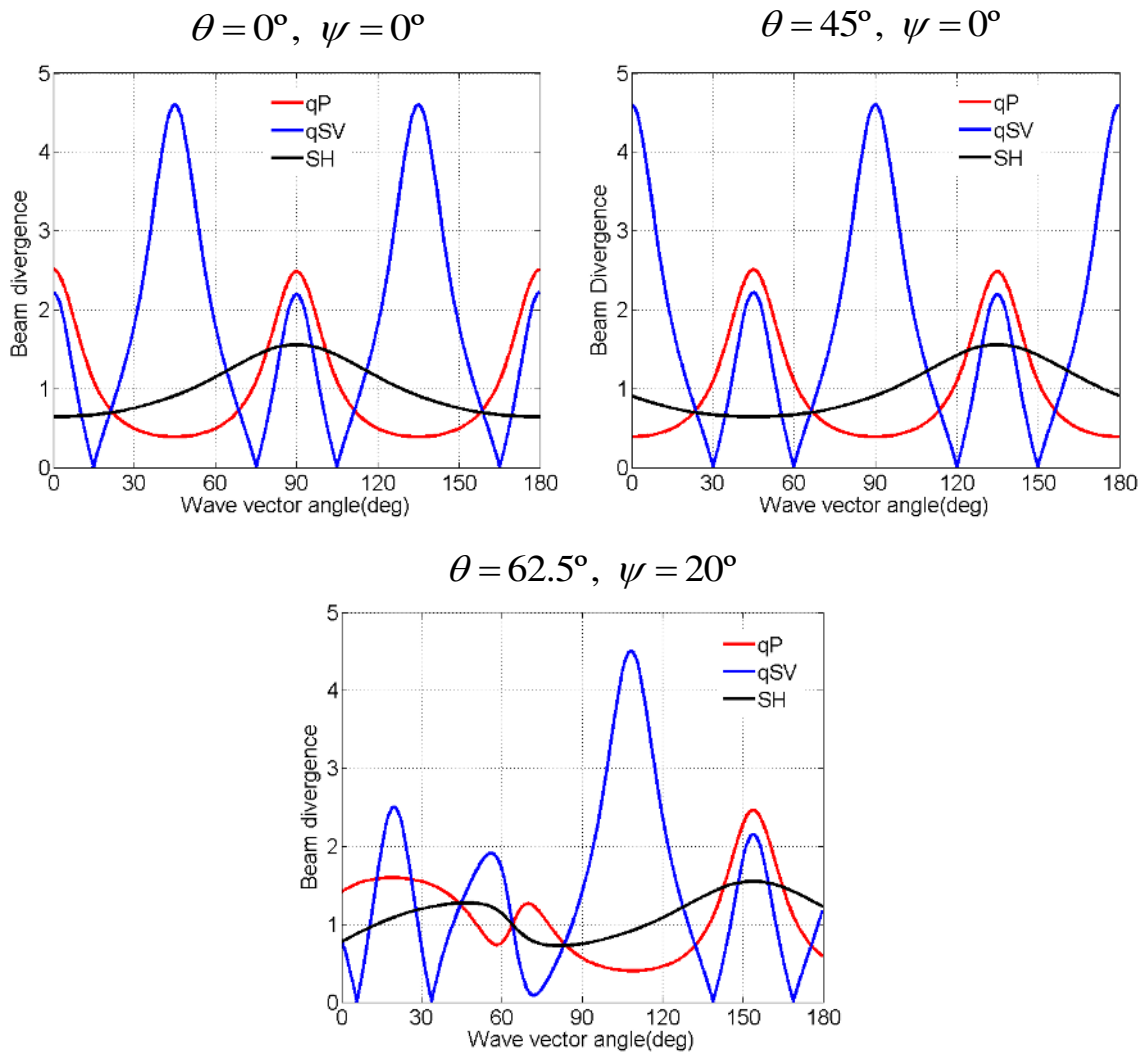 θ = 0º, ψ = 0º
5
4
3
2
1
0
Beam divergence
qP
qSV
SH
0 30 60 90 120 150 180
Wave vector angle(deg)
θ = 45º, ψ = 0º
5
4
3
2
1
0
Beam Divergence
qP
qSV
SH
0 30 60 90 120 150 180
Wave vector angle(deg)
θ = 62.5º, ψ = 20º
5
4
3
2
1
0
Beam divergence
qP
qSV
SH
0 30 60 90 120 150 180
Wave vector angle(deg)